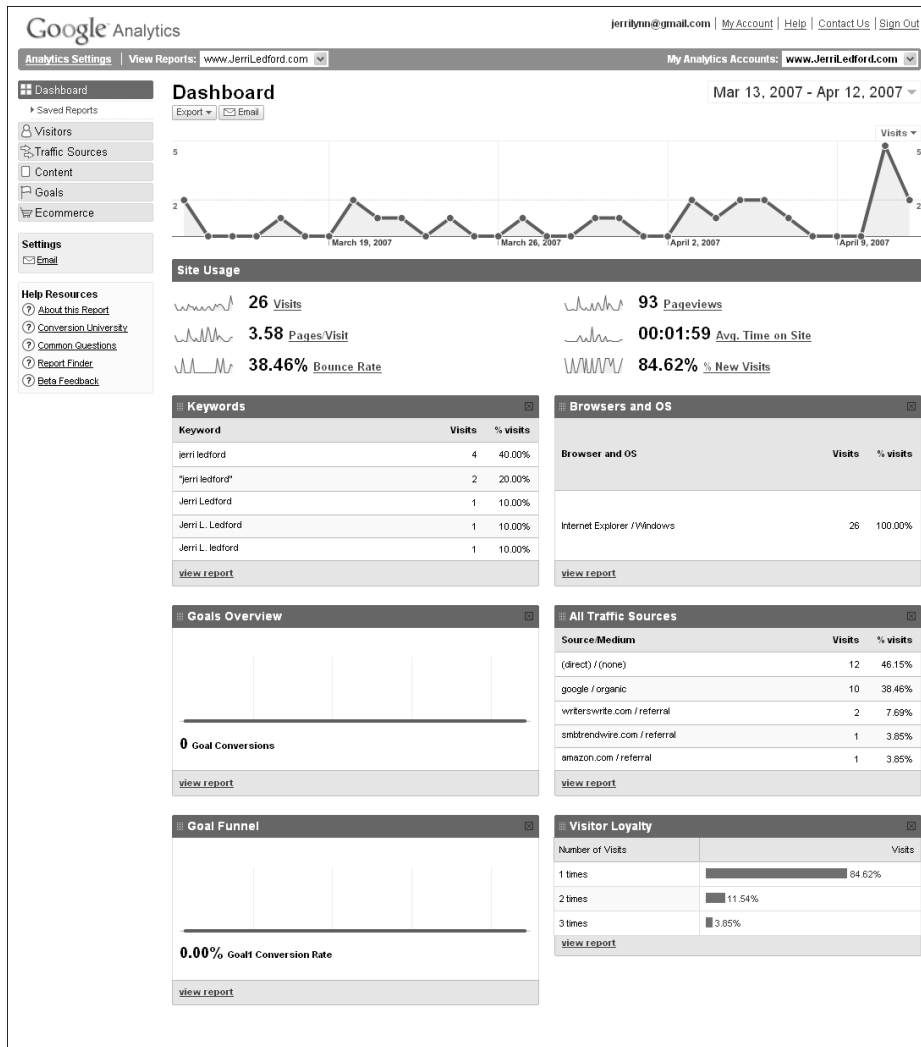 Google Analytics
jerrilynn@gmail.com | My Account | Help | Contact Us | Sign Out
Analytics Settings | View Reports: www.JerriLedford.com
My Analytics Accounts: www.JerriLedford.com
Dashboard
Saved Reports
Visitors
Traffic Sources
Content
Goals
Ecommerce
Settings
Email
Help Resources
? About this Report
? Conversion University
? Common Questions
? Report Finder
? Beta Feedback
Dashboard
Mar 13, 2007 - Apr 12, 2007
Export Email
Visits
5 5
2 2
March 19, 2007 March 26, 2007 April 2, 2007 April 9, 2007
Site Usage
26 Visits
93 Pageviews
3.58 Pages/Visit
00:01:59 Avg. Time on Site
38.46% Bounce Rate
84.62% % New Visits
Keywords
Keyword Visits % visits
jerri ledford 4 40.00%
"jerri ledford" 2 20.00%
Jerri Ledford 1 10.00%
Jerri L. Ledford 1 10.00%
Jerri L. ledford 1 10.00%
view report
Browsers and OS
Browser and OS Visits % visits
Internet Explorer / Windows 26 100.00%
view report
Goals Overview
0 Goal Conversions
view report
All Traffic Sources
Source/Medium Visits % visits
(direct) / (none) 12 46.15%
google / organic 10 38.46%
writerswrite.com / referral 2 7.69%
smbtrendwire.com / referral 1 3.85%
amazon.com / referral 1 3.85%
view report
Goal Funnel
0.00% Goal1 Conversion Rate
view report
Visitor Loyalty
Number of Visits Visits
1 times 84.62%
2 times 11.54%
3 times 3.85%
view report